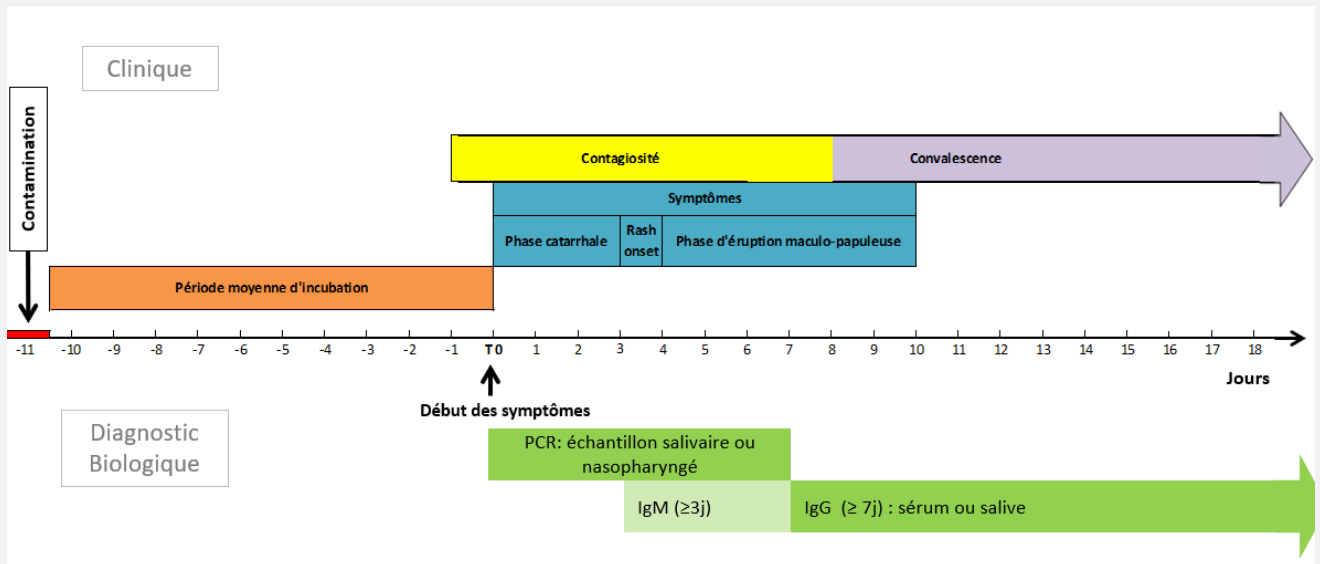 Clinique
Contamination
Contagiosité
Convalescence
Symptômes
Phase catarrhale
Rash
onset
Phase d'éruption maculo-papuleuse
Période moyenne d'incubation
-11 -10 -9 -8 -7 -6 -5 -4 -3 -2 -1 T0 1 2 3 4 5 6 7 8 9 10 11 12 13 14 15 16 17 18
Jours
Début des symptômes
Diagnostic
Biologique
PCR: échantillon salivaire ou
nasopharyngé
IgM (≥3j)
IgG (≥ 7j) : sérum ou salive